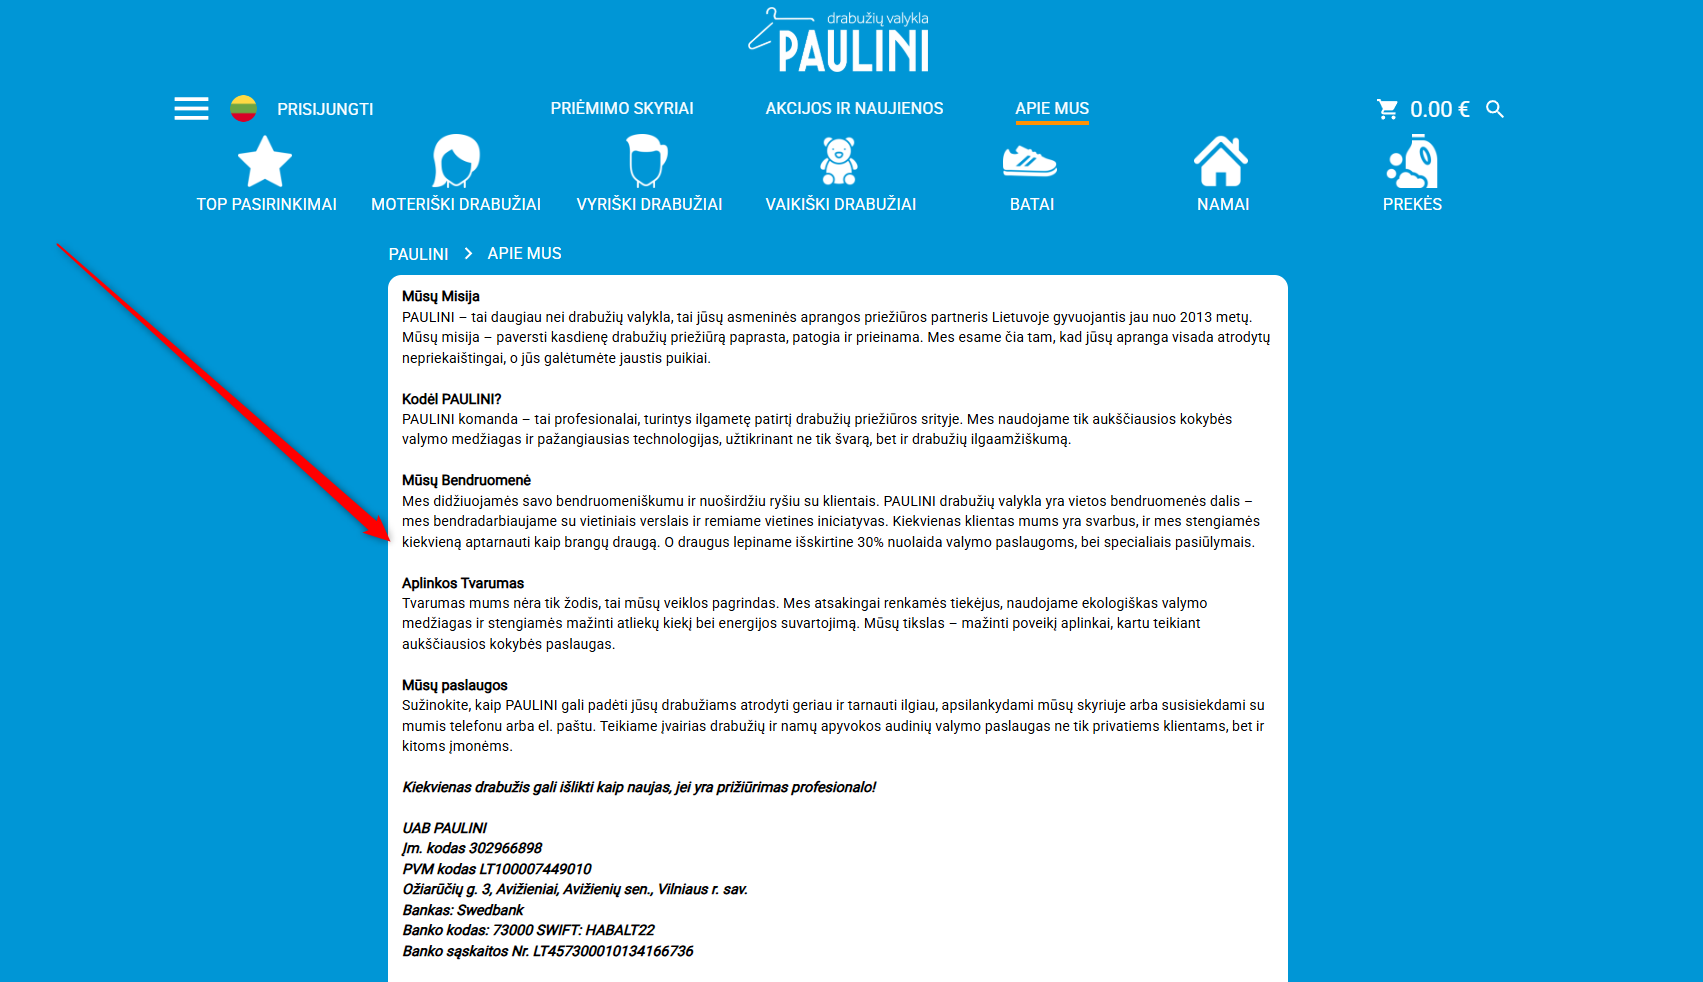 drabužių valykla
PAULINI
PRISIJUNGTI
PRIĖMIMO SKYRIAI
AKCIJOS IR NAUJIENOS
APIE MUS
0.00 €
TOP PASIRINKIMAI
MOTERIŠKI DRABUŽIAI
VYRIŠKI DRABUŽIAI
VAIKIŠKI DRABUŽIAI
BATAI
NAMAI
PREKĖS
PAULINI > APIE MUS
Mūsų Misija
PAULINI – tai daugiau nei drabužių valykla, tai jūsų asmeninės aprangos priežiūros partneris Lietuvoje gyvuojantis jau nuo 2013 metų.
Mūsų misija – paversti kasdienę drabužių priežiūrą paprasta, patogia ir prieinama. Mes esame čia tam, kad jūsų apranga visada atrodytų
nepriekaištingai, o jūs galėtumėte jaustis puikiai.
Kodėl PAULINI?
PAULINI komanda – tai profesionalai, turintys ilgametę patirtį drabužių priežiūros srityje. Mes naudojame tik aukščiausios kokybės
valymo medžiagas ir pažangiausias technologijas, užtikrinant ne tik švarą, bet ir drabužių ilgaamžiškumą.
Mūsų Bendruomenė
Mes didžiuojamės savo bendruomeniškumu ir nuoširdžiu ryšiu su klientais. PAULINI drabužių valykla yra vietos bendruomenės dalis –
mes bendradarbiaujame su vietiniais verslais ir remiame vietines iniciatyvas. Kiekvienas klientas mums yra svarbus, ir mes stengiamės
kiekvieną aptarnauti kaip brangų draugą. O draugus lepiname išskirtine 30% nuolaida valymo paslaugoms, bei specialiais pasiūlymais.
Aplinkos Tvarumas
Tvarumas mums nėra tik žodis, tai mūsų veiklos pagrindas. Mes atsakingai renkamės tiekėjus, naudojame ekologiškas valymo
medžiagas ir stengiamės mažinti atliekų kiekį bei energijos suvartojimą. Mūsų tikslas – mažinti poveikį aplinkai, kartu teikiant
aukščiausios kokybės paslaugas.
Mūsų paslaugos
Sužinokite, kaip PAULINI gali padėti jūsų drabužiams atrodyti geriau ir tarnauti ilgiau, apsilankydami mūsų skyriuje arba susisiekdami su
mumis telefonu arba el. paštu. Teikiame įvairias drabužių ir namų apyvokos audinių valymo paslaugas ne tik privatiems klientams, bet ir
kitoms įmonėms.
Kiekvienas drabužis gali išlikti kaip naujas, jei yra prižiūrimas profesionalo!
UAB PAULINI
Įm. kodas 302966898
PVM kodas LT100007449010
Ožiarūčių g. 3, Avižieniai, Avižienių sen., Vilniaus r. sav.
Bankas: Swedbank
Banko kodas: 73000 SWIFT: HABALT22
Banko sąskaitos Nr. LT457300010134166736